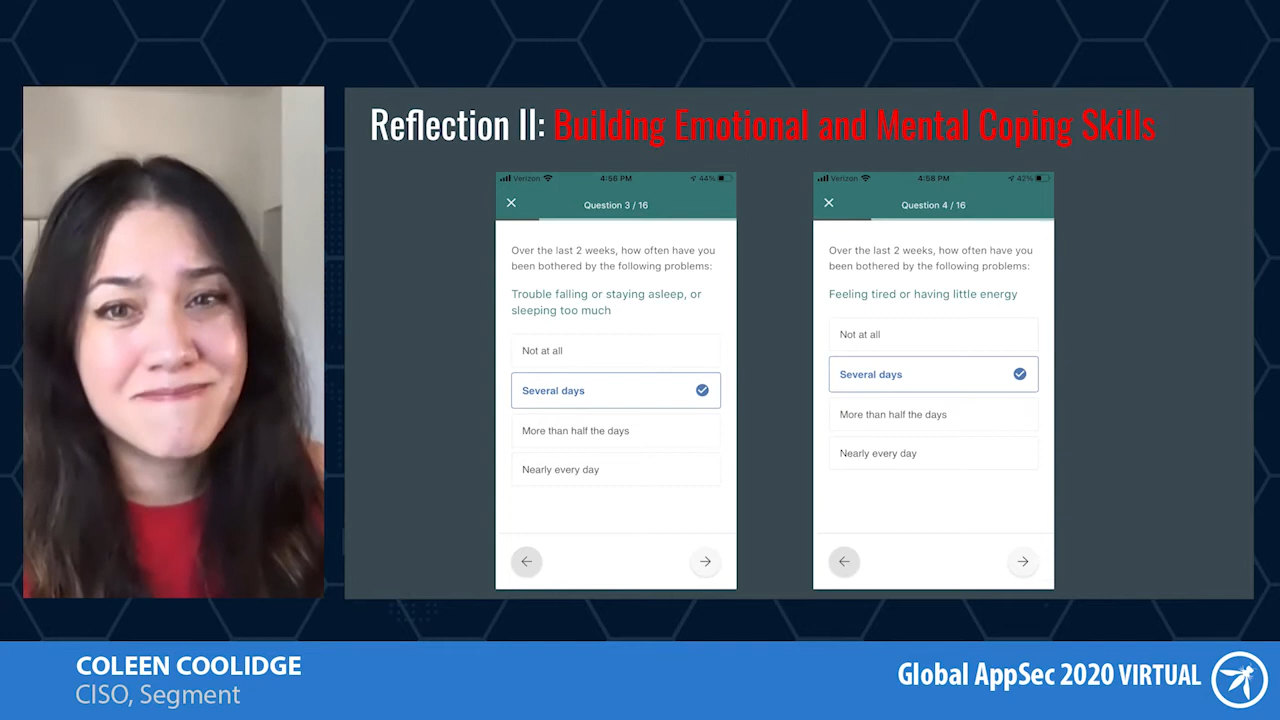 Reflection II: Building Emotional and Mental Coping Skills
Verizon 4:56 PM 44%
Question 3 / 16
Over the last 2 weeks, how often have you
been bothered by the following problems:
Trouble falling or staying asleep, or
sleeping too much
Not at all
Several days
More than half the days
Nearly every day
Verizon 4:58 PM 42%
Question 4 / 16
Over the last 2 weeks, how often have you
been bothered by the following problems:
Feeling tired or having little energy
Not at all
Several days
More than half the days
Nearly every day
COLEEN COOLIDGE
CISO, Segment
Global AppSec 2020 VIRTUAL